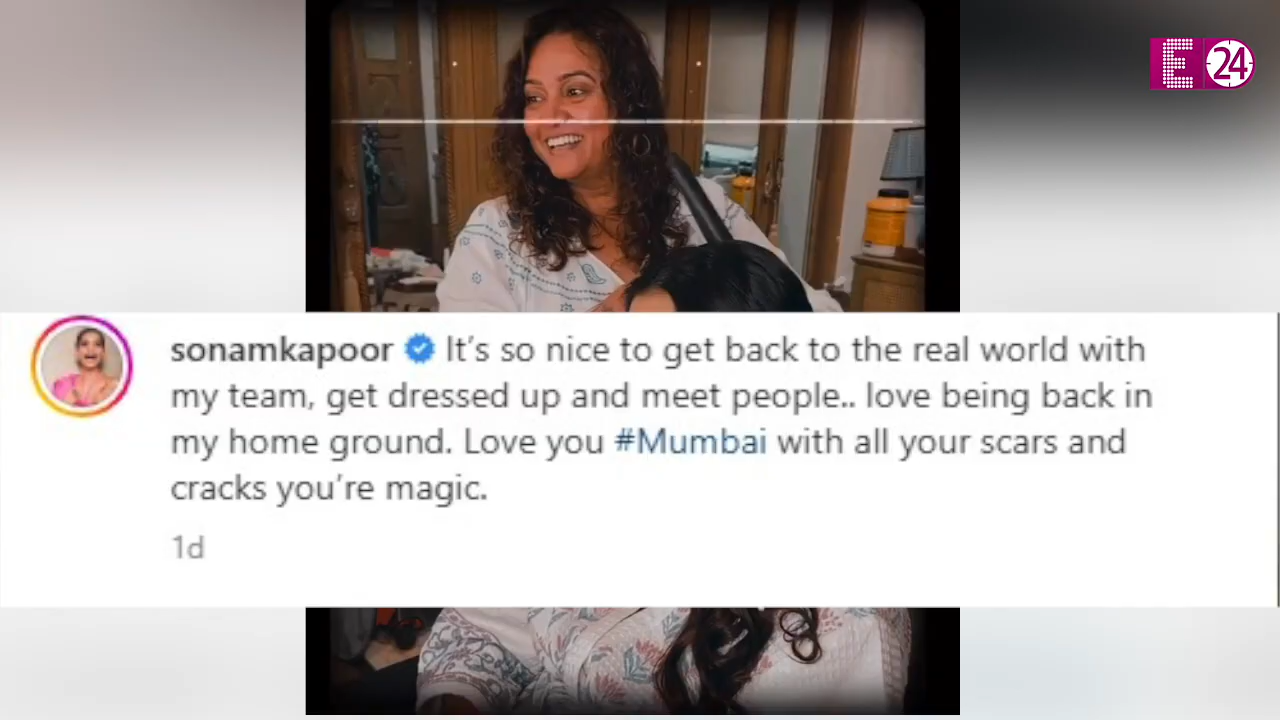 E 24
sonamkapoor It's so nice to get back to the real world with
my team, get dressed up and meet people.. love being back in
my home ground. Love you #Mumbai with all your scars and
cracks you're magic.
1d